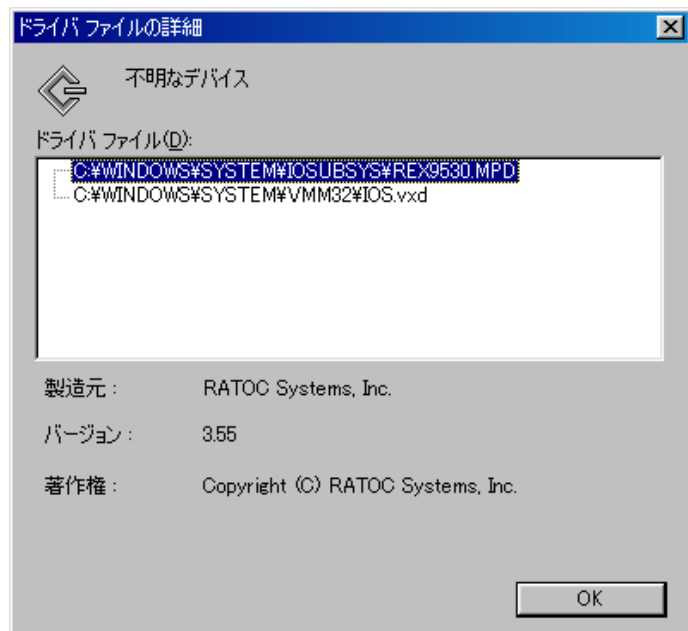 ドライバ ファイルの詳細
不明なデバイス
ドライバ ファイル(D):
C:¥WINDOWS¥SYSTEM¥IOSUBSYS¥REX9530.MPD
C:¥WINDOWS¥SYSTEM¥VMM32¥IOS.vxd
製造元 : RATOC Systems, Inc.
バージョン : 3.55
著作権 : Copyright (C) RATOC Systems, Inc.
OK